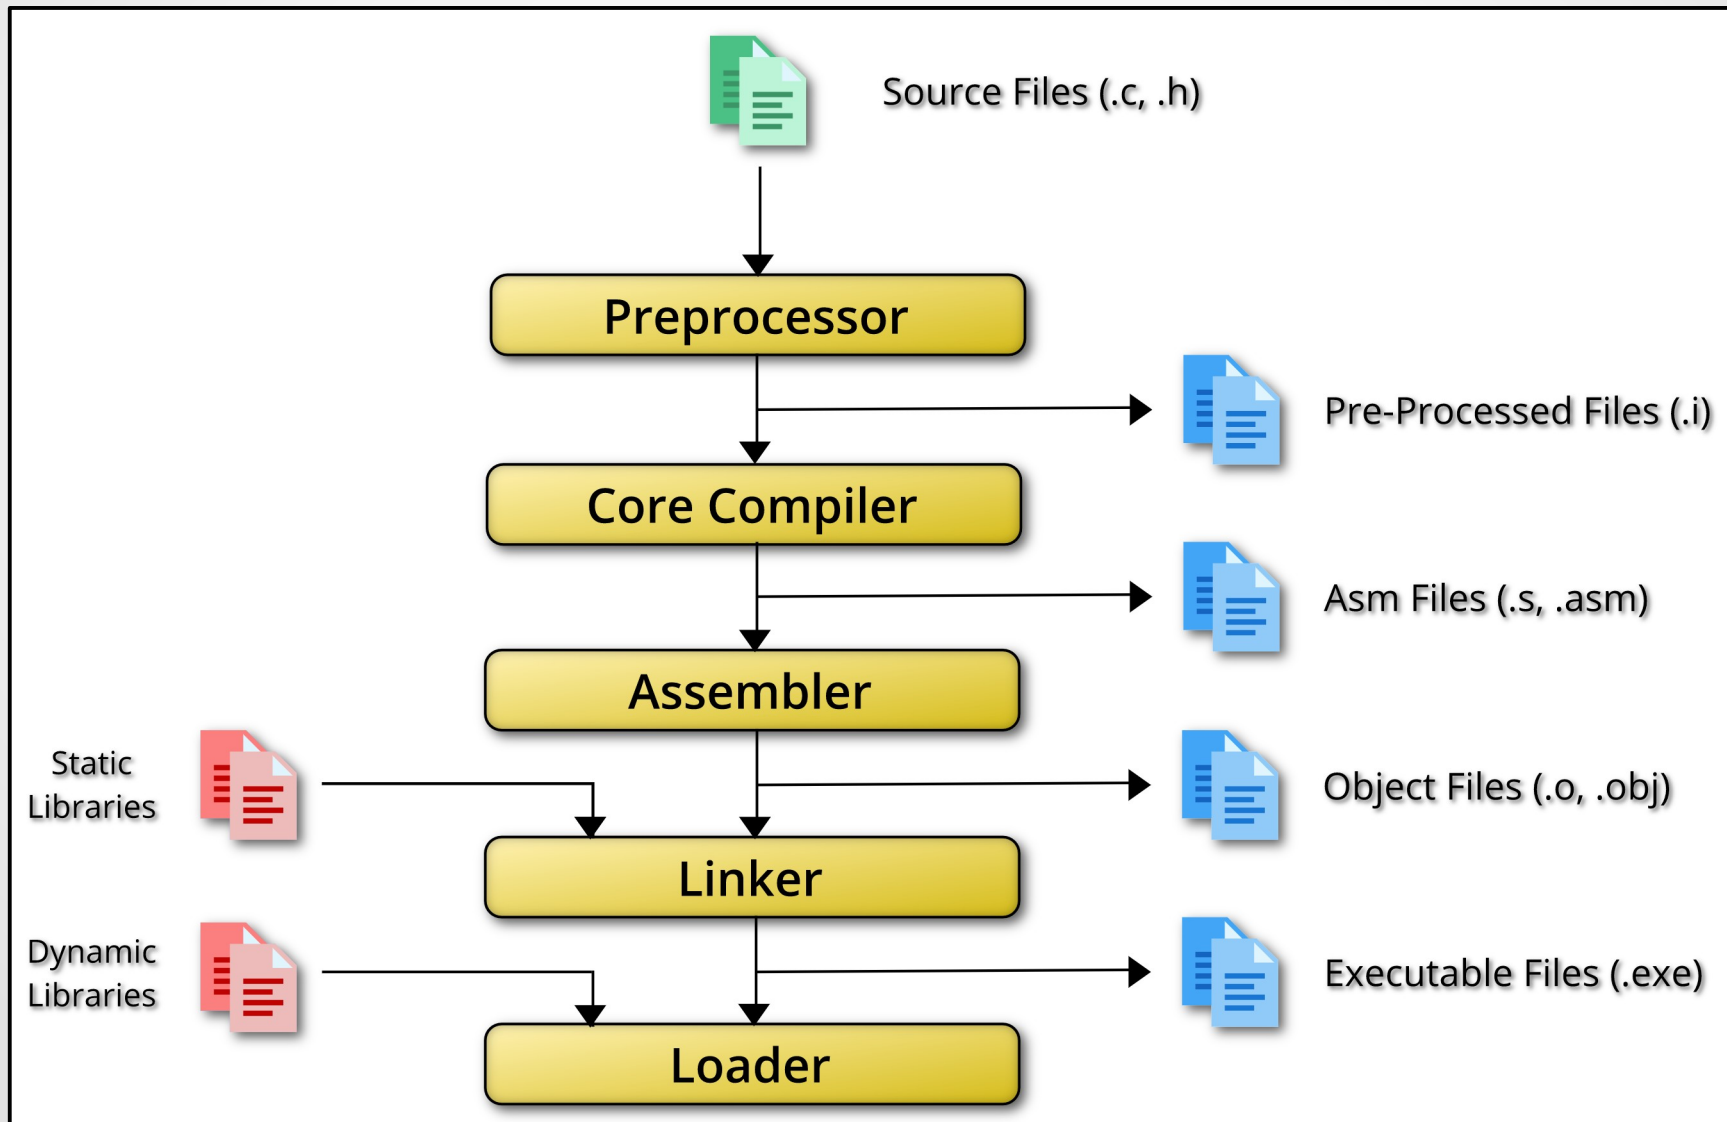 Source Files (.c, .h)
Preprocessor
Pre-Processed Files (.i)
Core Compiler
Asm Files (.s, .asm)
Assembler
Static
Libraries
Object Files (.o, .obj)
Linker
Dynamic
Libraries
Executable Files (.exe)
Loader